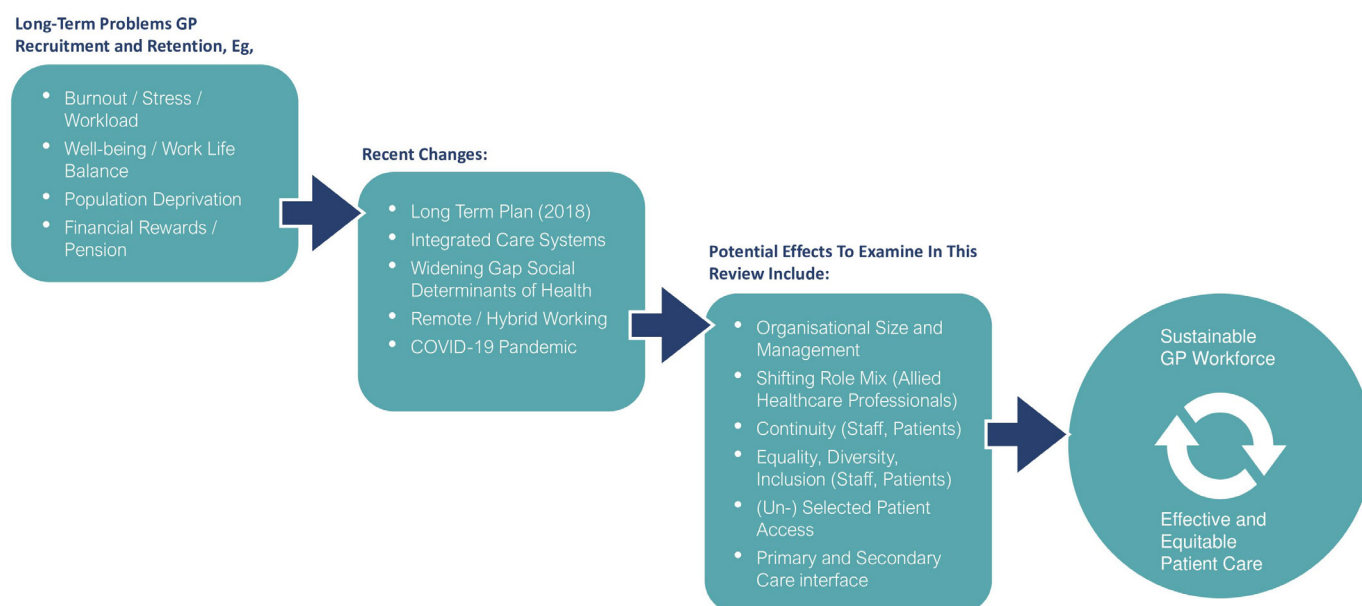 Long-Term Problems GP
Recruitment and Retention, Eg,
• Burnout / Stress /
Workload
• Well-being / Work Life
Balance
• Population Deprivation
• Financial Rewards /
Pension
Recent Changes:
• Long Term Plan (2018)
• Integrated Care Systems
• Widening Gap Social
Determinants of Health
• Remote / Hybrid Working
• COVID-19 Pandemic
Potential Effects To Examine In This
Review Include:
• Organisational Size and
Management
• Shifting Role Mix (Allied
Healthcare Professionals)
• Continuity (Staff, Patients)
• Equality, Diversity,
Inclusion (Staff, Patients)
• (Un-) Selected Patient
Access
• Primary and Secondary
Care interface
Sustainable
GP Workforce
Effective and
Equitable
Patient Care